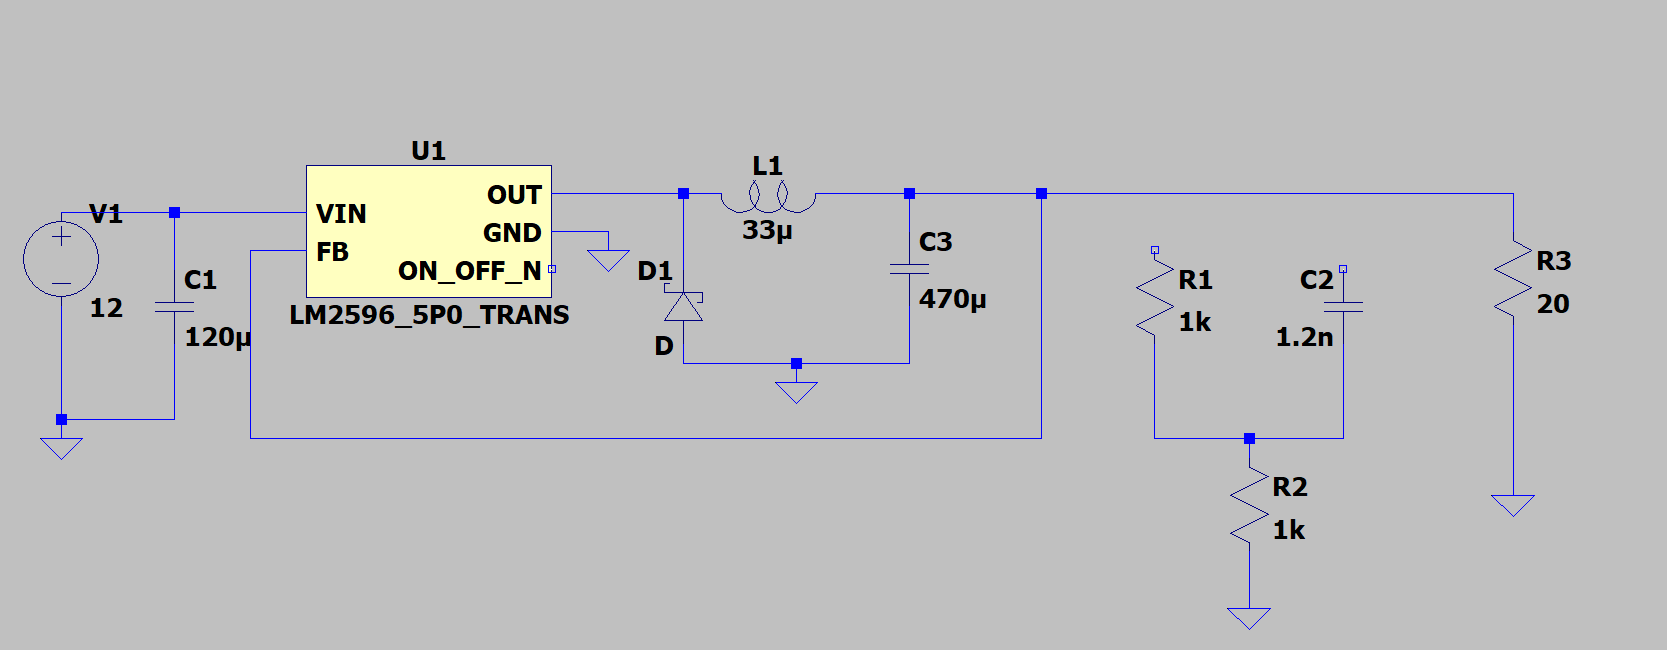 V1
12
C1
120µ
U1
VIN
FB
OUT
GND
ON_OFF_N
LM2596_5P0_TRANS
L1
33µ
D1
D
C3
470µ
R1
1k
C2
1.2n
R2
1k
R3
20